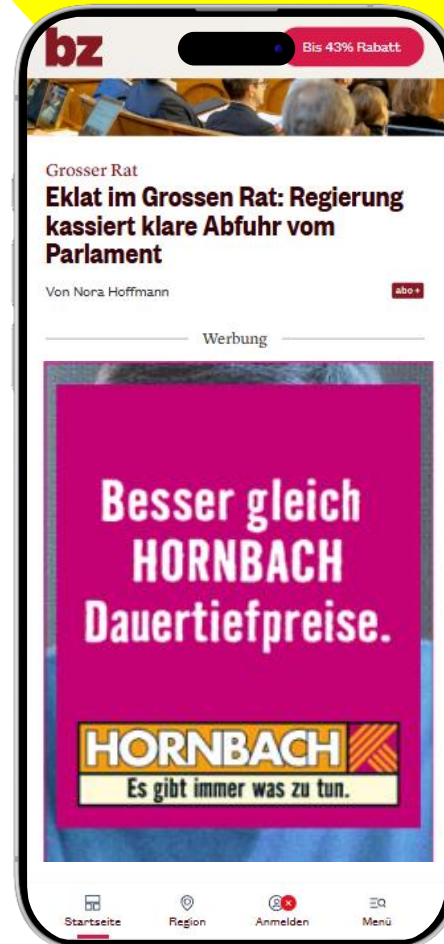 bz
Bis 43% Rabatt
Grosser Rat
Eklat im Grossen Rat: Regierung
kassiert klare Abfuhr vom
Parlament
Von Nora Hoffmann
abo+
Werbung
Besser gleich
HORNBACH
Dauertiefpreise.
HORNBACH
Es gibt immer was zu tun.
Startseite
Region
Anmelden
Menü